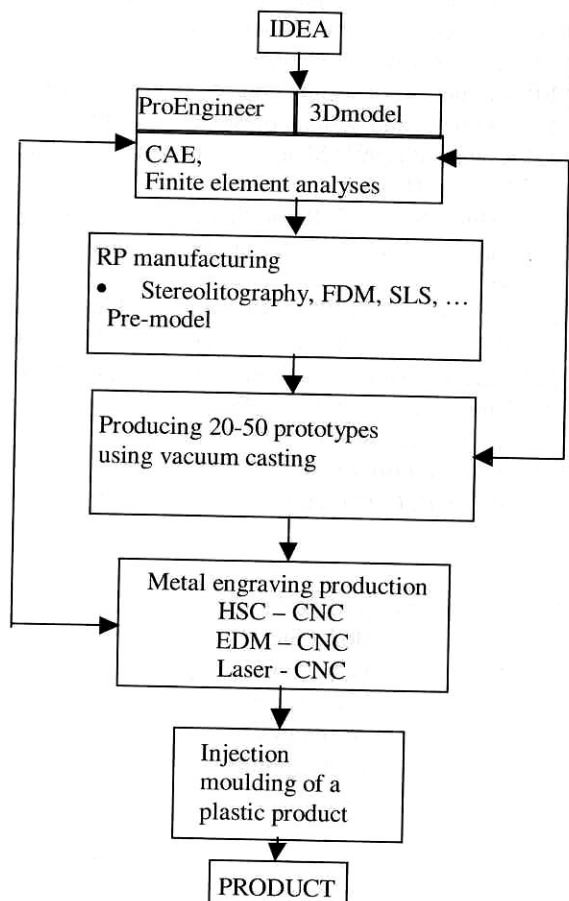 IDEA
ProEngineer
3Dmodel
CAE,
Finite element analyses
RP manufacturing
• Stereolitography, FDM, SLS, …
Pre-model
Producing 20-50 prototypes
using vacuum casting
Metal engraving production
HSC – CNC
EDM – CNC
Laser - CNC
Injection
moulding of a
plastic product
PRODUCT